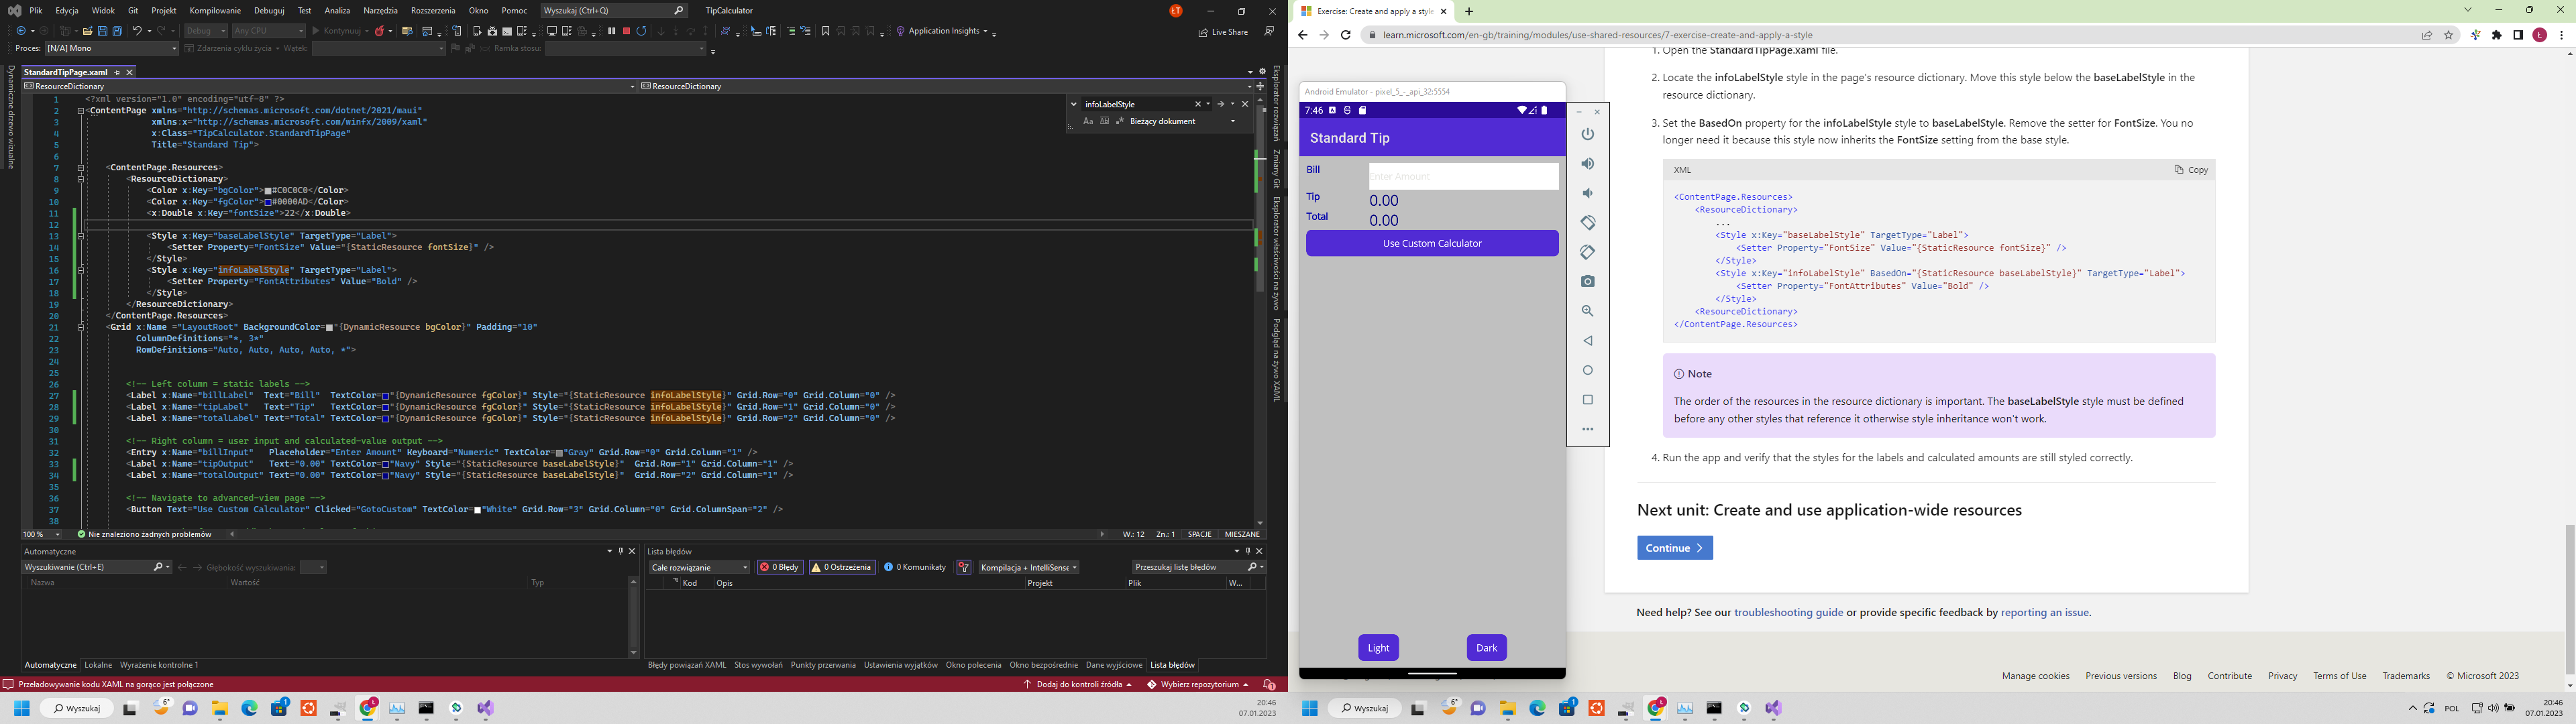 Plik Edycja Widok Git Projekt Kompilowanie Debuguj Test Analiza Narzędzia Rozszerzenia Okno Pomoc Wyszukaj (Ctrl+Q) TipCalculator ŁT
Debug Any CPU Kontynuuj Application Insights Live Share
Proces: [N/A] Mono Zdarzenia cyklu życia Wątek: Ramka stosu:
Dynamiczne drzewo wizualne
StandardTipPage.xaml
ResourceDictionary ResourceDictionary
infoLabelStyle
Bieżący dokument
1 <?xml version="1.0" encoding="utf-8" ?>
2 <ContentPage xmlns="http://schemas.microsoft.com/dotnet/2021/maui"
3 xmlns:x="http://schemas.microsoft.com/winfx/2009/xaml"
4 x:Class="TipCalculator.StandardTipPage"
5 Title="Standard Tip">
6
7 <ContentPage.Resources>
8 <ResourceDictionary>
9 <Color x:Key="bgColor">#C0C0C0</Color>
10 <Color x:Key="fgColor">#0000AD</Color>
11 <x:Double x:Key="fontSize">22</x:Double>
12
13 <Style x:Key="baseLabelStyle" TargetType="Label">
14 <Setter Property="FontSize" Value="{StaticResource fontSize}" />
15 </Style>
16 <Style x:Key="infoLabelStyle" TargetType="Label">
17 <Setter Property="FontAttributes" Value="Bold" />
18 </Style>
19 </ResourceDictionary>
20 </ContentPage.Resources>
21 <Grid x:Name ="LayoutRoot" BackgroundColor="{DynamicResource bgColor}" Padding="10"
22 ColumnDefinitions="*, 3*"
23 RowDefinitions="Auto, Auto, Auto, Auto, *">
24
25
26 <!-- Left column = static labels -->
27 <Label x:Name="billLabel" Text="Bill" TextColor="{DynamicResource fgColor}" Style="{StaticResource infoLabelStyle}" Grid.Row="0" Grid.Column="0" />
28 <Label x:Name="tipLabel" Text="Tip" TextColor="{DynamicResource fgColor}" Style="{StaticResource infoLabelStyle}" Grid.Row="1" Grid.Column="0" />
29 <Label x:Name="totalLabel" Text="Total" TextColor="{DynamicResource fgColor}" Style="{StaticResource infoLabelStyle}" Grid.Row="2" Grid.Column="0" />
30
31 <!-- Right column = user input and calculated-value output -->
32 <Entry x:Name="billInput" Placeholder="Enter Amount" Keyboard="Numeric" TextColor="Gray" Grid.Row="0" Grid.Column="1" />
33 <Label x:Name="tipOutput" Text="0.00" TextColor="Navy" Style="{StaticResource baseLabelStyle}" Grid.Row="1" Grid.Column="1" />
34 <Label x:Name="totalOutput" Text="0.00" TextColor="Navy" Style="{StaticResource baseLabelStyle}" Grid.Row="2" Grid.Column="1" />
35
36 <!-- Navigate to advanced-view page -->
37 <Button Text="Use Custom Calculator" Clicked="GotoCustom" TextColor="White" Grid.Row="3" Grid.Column="0" Grid.ColumnSpan="2" />
38
100 % Nie znaleziono żadnych problemów W.: 12 Zn.: 1 SPACJE MIESZANE
Eksplorator rozwiązań
Zmiany Git
Eksplorator właściwości na żywo
Podgląd na żywo XAML
Automatyczne
Wyszukiwanie (Ctrl+E) Głębokość wyszukiwania:
Nazwa Wartość Typ
Automatyczne Lokalne Wyrażenie kontrolne 1
Lista błędów
Całe rozwiązanie 0 Błędy 0 Ostrzeżenia 0 Komunikaty Kompilacja + IntelliSense Przeszukaj listę błędów
Kod Opis Projekt Plik W...
Błędy powiązań XAML Stos wywołań Punkty przerwania Ustawienia wyjątków Okno polecenia Okno bezpośrednie Dane wyjściowe Lista błędów
Przeładowywanie kodu XAML na gorąco jest połączone Dodaj do kontroli źródła Wybierz repozytorium
Wyszukaj 6° 20:46
07.01.2023
Exercise: Create and apply a style
learn.microsoft.com/en-gb/training/modules/use-shared-resources/7-exercise-create-and-apply-a-style
1. Open the StandardTipPage.xaml file.
2. Locate the infoLabelStyle style in the page's resource dictionary. Move this style below the baseLabelStyle in the
resource dictionary.
3. Set the BasedOn property for the infoLabelStyle style to baseLabelStyle. Remove the setter for FontSize. You no
longer need it because this style now inherits the FontSize setting from the base style.
XML Copy
<ContentPage.Resources>
<ResourceDictionary>
...
<Style x:Key="baseLabelStyle" TargetType="Label">
<Setter Property="FontSize" Value="{StaticResource fontSize}" />
</Style>
<Style x:Key="infoLabelStyle" BasedOn="{StaticResource baseLabelStyle}" TargetType="Label">
<Setter Property="FontAttributes" Value="Bold" />
</Style>
<ResourceDictionary>
</ContentPage.Resources>
Note
The order of the resources in the resource dictionary is important. The baseLabelStyle style must be defined
before any other styles that reference it otherwise style inheritance won't work.
4. Run the app and verify that the styles for the labels and calculated amounts are still styled correctly.
Next unit: Create and use application-wide resources
Continue
Need help? See our troubleshooting guide or provide specific feedback by reporting an issue.
Manage cookies Previous versions Blog Contribute Privacy Terms of Use Trademarks © Microsoft 2023
Android Emulator - pixel_5_-_api_32:5554
7:46
Standard Tip
Bill Enter Amount
Tip 0.00
Total 0.00
Use Custom Calculator
Light Dark
Wyszukaj 6° POL 20:46
07.01.2023